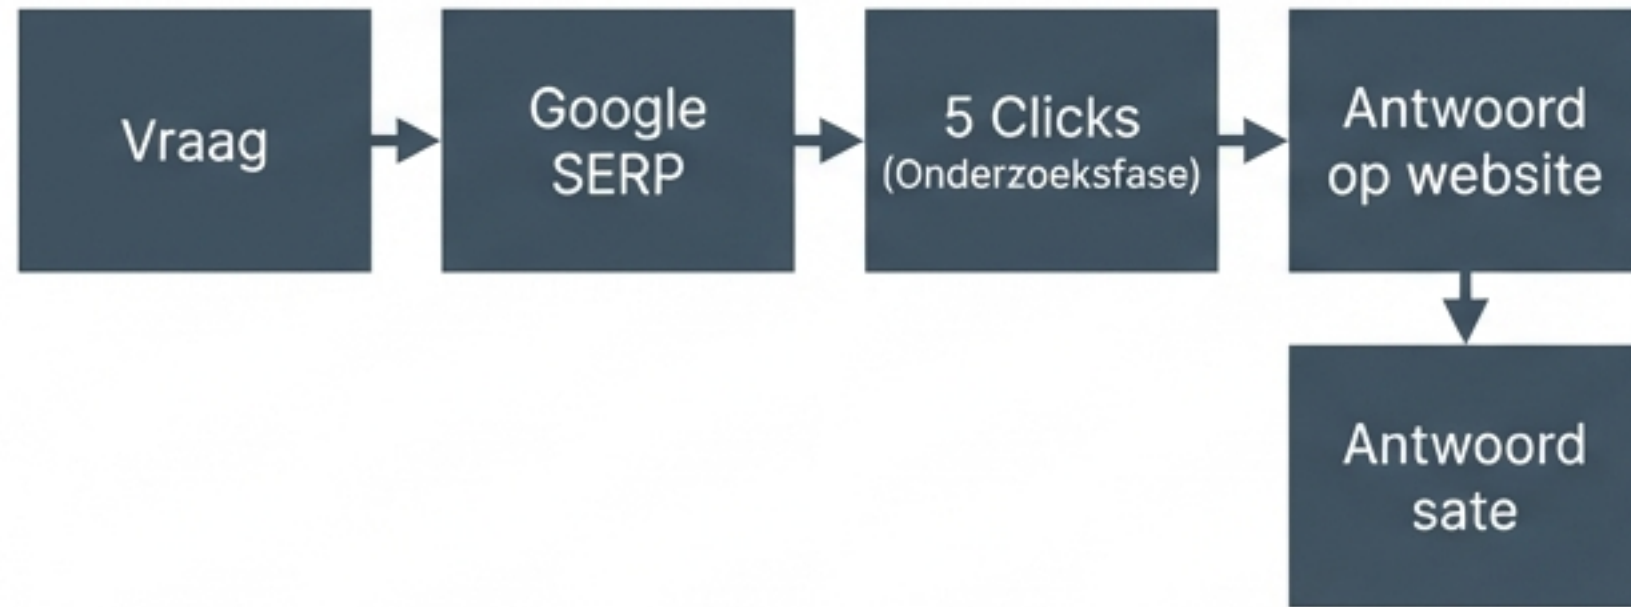 Vraag
Google
SERP
5 Clicks
(Onderzoeksfase)
Antwoord
op website
Antwoord
sate